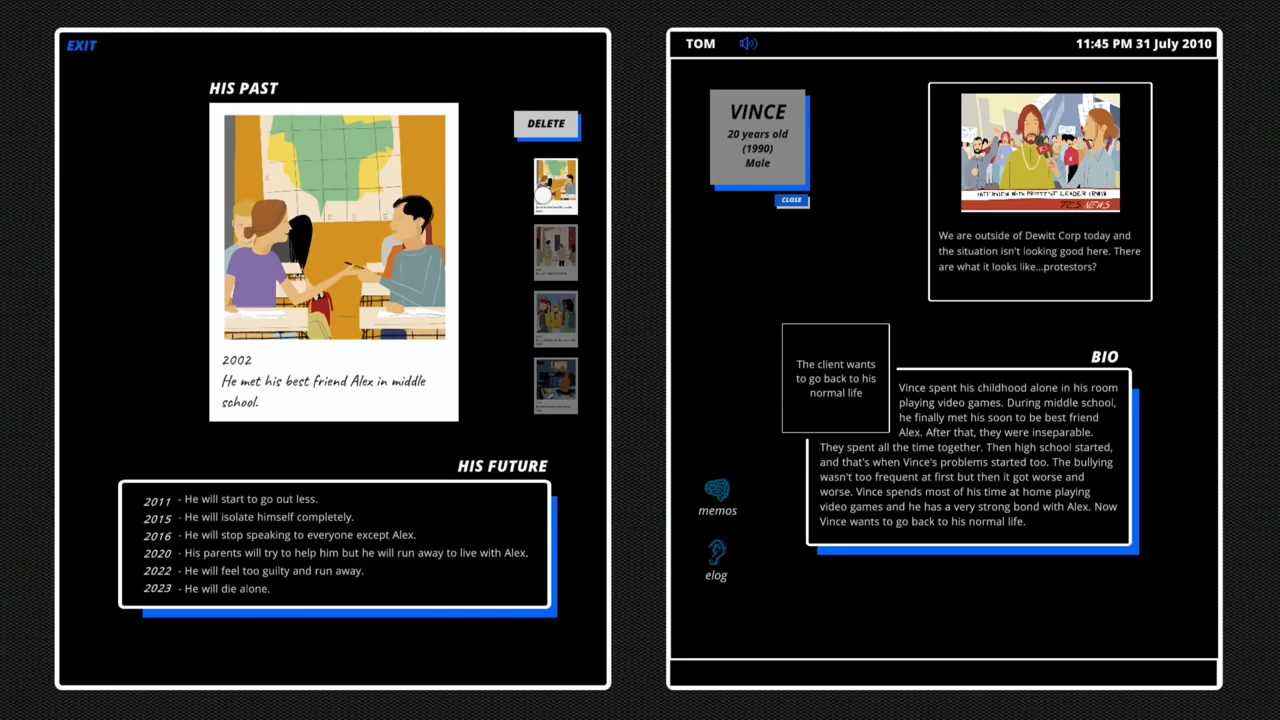 EXIT
HIS PAST
DELETE
2002
He met his best friend Alex in middle
school.
HIS FUTURE
2011 - He will start to go out less.
2015 - He will isolate himself completely.
2016 - He will stop speaking to everyone except Alex.
2020 - His parents will try to help him but he will run away to live with Alex.
2022 - He will feel too guilty and run away.
2023 - He will die alone.
TOM
11:45 PM 31 July 2010
VINCE
20 years old
(1990)
Male
CLOSE
INTERVIEW WITH PROTEST LEADER IRWIN
NEWS
We are outside of Dewitt Corp today and
the situation isn't looking good here. There
are what it looks like...protestors?
The client wants
to go back to his
normal life
BIO
Vince spent his childhood alone in his room
playing video games. During middle school,
he finally met his soon to be best friend
Alex. After that, they were inseparable.
They spent all the time together. Then high school started,
and that's when Vince's problems started too. The bullying
wasn't too frequent at first but then it got worse and
worse. Vince spends most of his time at home playing
video games and he has a very strong bond with Alex. Now
Vince wants to go back to his normal life.
memos
elog